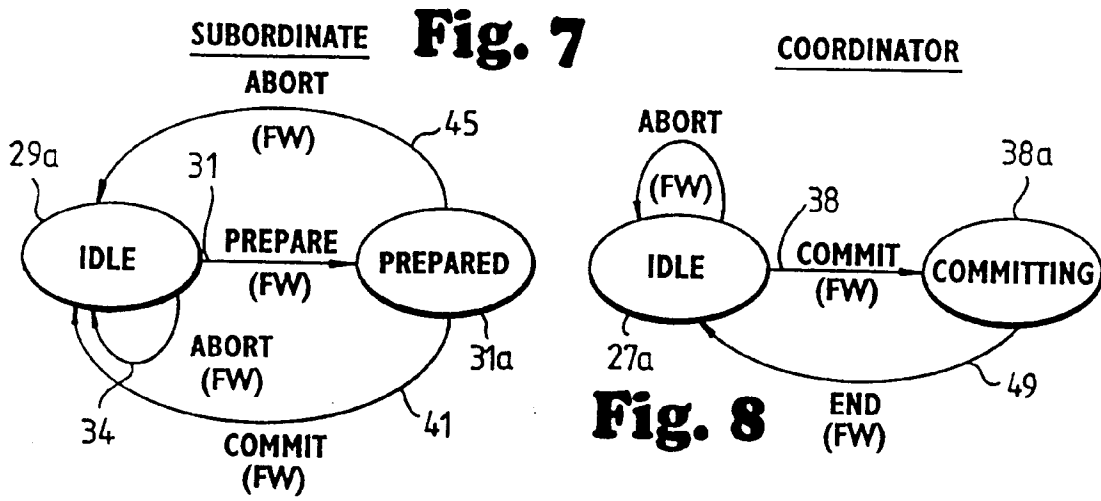 SUBORDINATE
Fig. 7
ABORT
(FW)
45
29a
31
IDLE
PREPARE
(FW)
PREPARED
ABORT
(FW)
31a
34
41
COMMIT
(FW)
COORDINATOR
ABORT
(FW)
38a
38
IDLE
COMMIT
(FW)
COMMITTING
27a
49
END
(FW)
Fig. 8